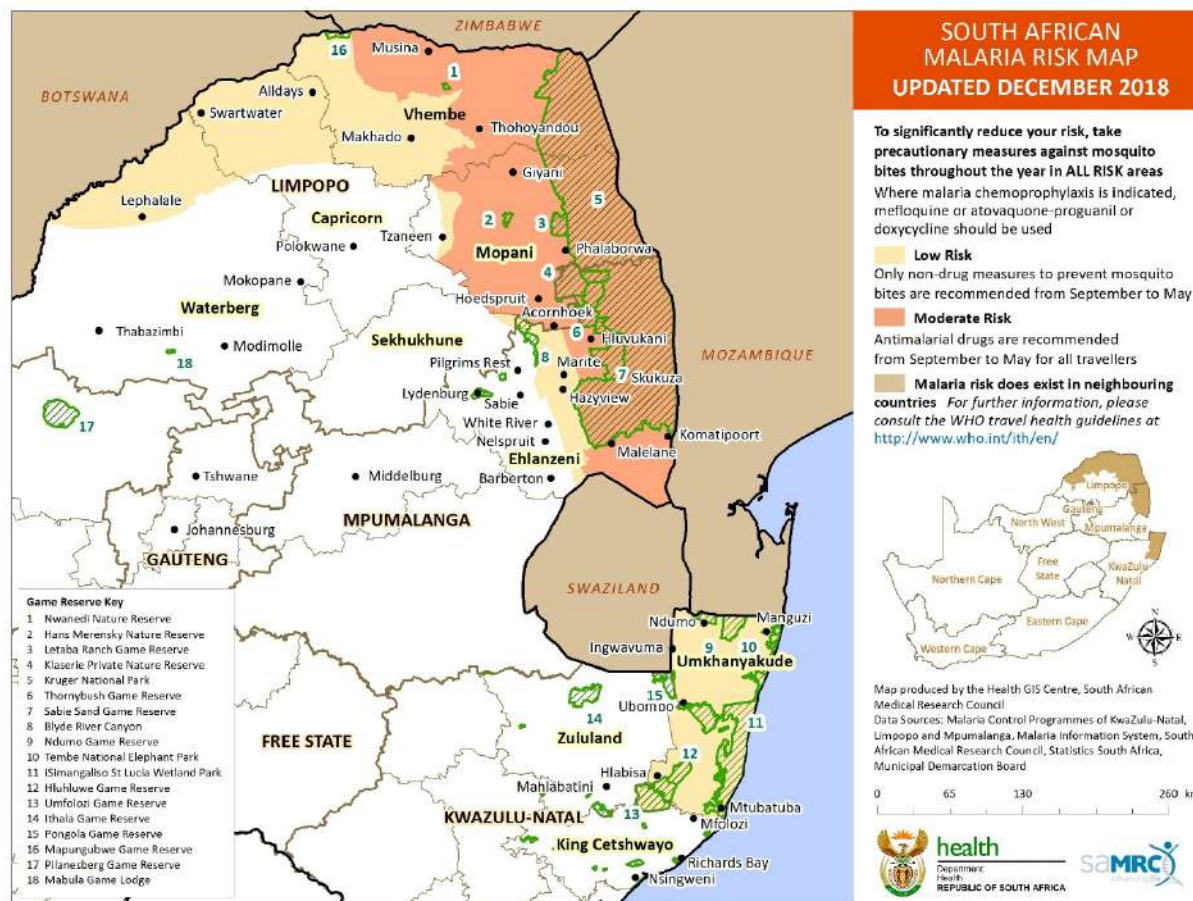 SOUTH AFRICAN
MALARIA RISK MAP
UPDATED DECEMBER 2018
To significantly reduce your risk, take
precautionary measures against mosquito
bites throughout the year in ALL RISK areas
Where malaria chemoprophylaxis is indicated,
mefloquine or atovaquone-proguanil or
doxycycline should be used
Low Risk
Only non-drug measures to prevent mosquito
bites are recommended from September to May
Moderate Risk
Antimalarial drugs are recommended
from September to May for all travellers
Malaria risk does exist in neighbouring
countries For further information, please
consult the WHO travel health guidelines at
http://www.who.int/ith/en/
Limpopo
Gauteng
North West
Mpumalanga
Free
State
KwaZulu
Natal
Northern Cape
Eastern Cape
Western Cape
N
W
E
S
Map produced by the Health GIS Centre, South African
Medical Research Council
Data Sources: Malaria Control Programmes of KwaZulu-Natal,
Limpopo and Mpumalanga, Malaria Information System, South
African Medical Research Council, Statistics South Africa,
Municipal Demarcation Board
0 65 130 260 km
health
Department:
Health
REPUBLIC OF SOUTH AFRICA
saMRC
ZIMBABWE
BOTSWANA
MOZAMBIQUE
SWAZILAND
16
Musina
1
Alldays
Swartwater
Vhembe
Makhado
Thohoyandou
LIMPOPO
Giyani
Lephalale
Capricorn
2
3
5
Tzaneen
Polokwane
Mopani
Phalaborwa
4
Mokopane
Hoedspruit
Waterberg
Acornhoek
Thabazimbi
Sekhukhune
6
Hluvukani
Modimolle
8
Marite
18
Pilgrims Rest
7
Skukuza
Lydenburg
Sabie
Hazyview
17
White River
Nelspruit
Komatipoort
Ehlanzeni
Malelane
Tshwane
Middelburg
Barberton
MPUMALANGA
Johannesburg
GAUTENG
Ndumo
Manguzi
9
10
Ingwavuma
Umkhanyakude
15
Ubombo
14
11
FREE STATE
Zululand
12
Hlabisa
Mahlabatini
Mtubatuba
KWAZULU-NATAL
13
Mfolozi
King Cetshwayo
Richards Bay
Nsingweni
Game Reserve Key
1 Nwanedi Nature Reserve
2 Hans Merensky Nature Reserve
3 Letaba Ranch Game Reserve
4 Klaserie Private Nature Reserve
5 Kruger National Park
6 Thornybush Game Reserve
7 Sabie Sand Game Reserve
8 Blyde River Canyon
9 Ndumo Game Reserve
10 Tembe National Elephant Park
11 iSimangaliso St Lucia Wetland Park
12 Hluhluwe Game Reserve
13 Umfolozi Game Reserve
14 Ithala Game Reserve
15 Pongola Game Reserve
16 Mapungubwe Game Reserve
17 Pilanesberg Game Reserve
18 Mabula Game Lodge